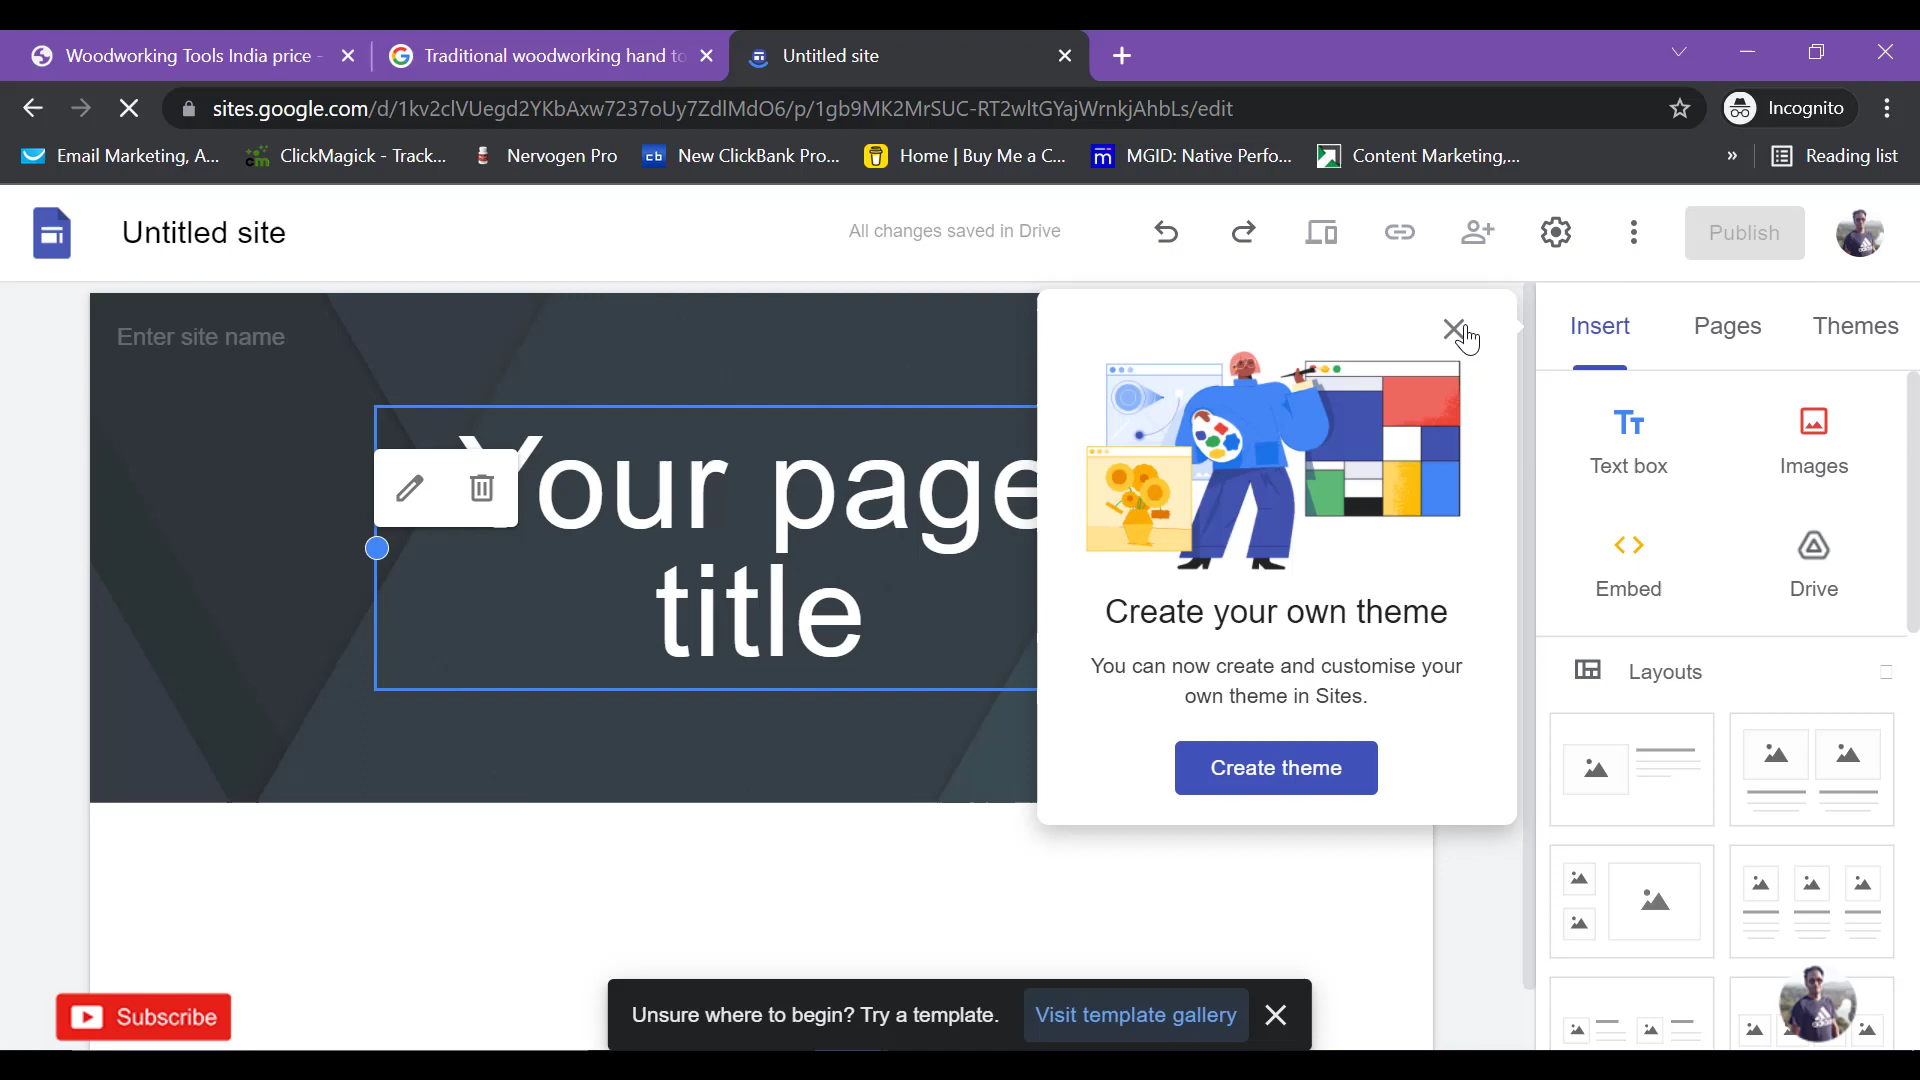 Woodworking Tools India price -
Traditional woodworking hand to
Untitled site
sites.google.com/d/1kv2clVUegd2YKbAxw7237oUy7ZdlMdO6/p/1gb9MK2MrSUC-RT2wltGYajWrnkjAhbLs/edit
Incognito
Email Marketing, A...
ClickMagick - Track...
Nervogen Pro
New ClickBank Pro...
Home | Buy Me a C...
MGID: Native Perfo...
Content Marketing,...
»
Reading list
Untitled site
All changes saved in Drive
Publish
Enter site name
Your page
title
Create your own theme
You can now create and customise your
own theme in Sites.
Create theme
Insert
Pages
Themes
Text box
Images
Embed
Drive
Layouts
Subscribe
Unsure where to begin? Try a template.
Visit template gallery